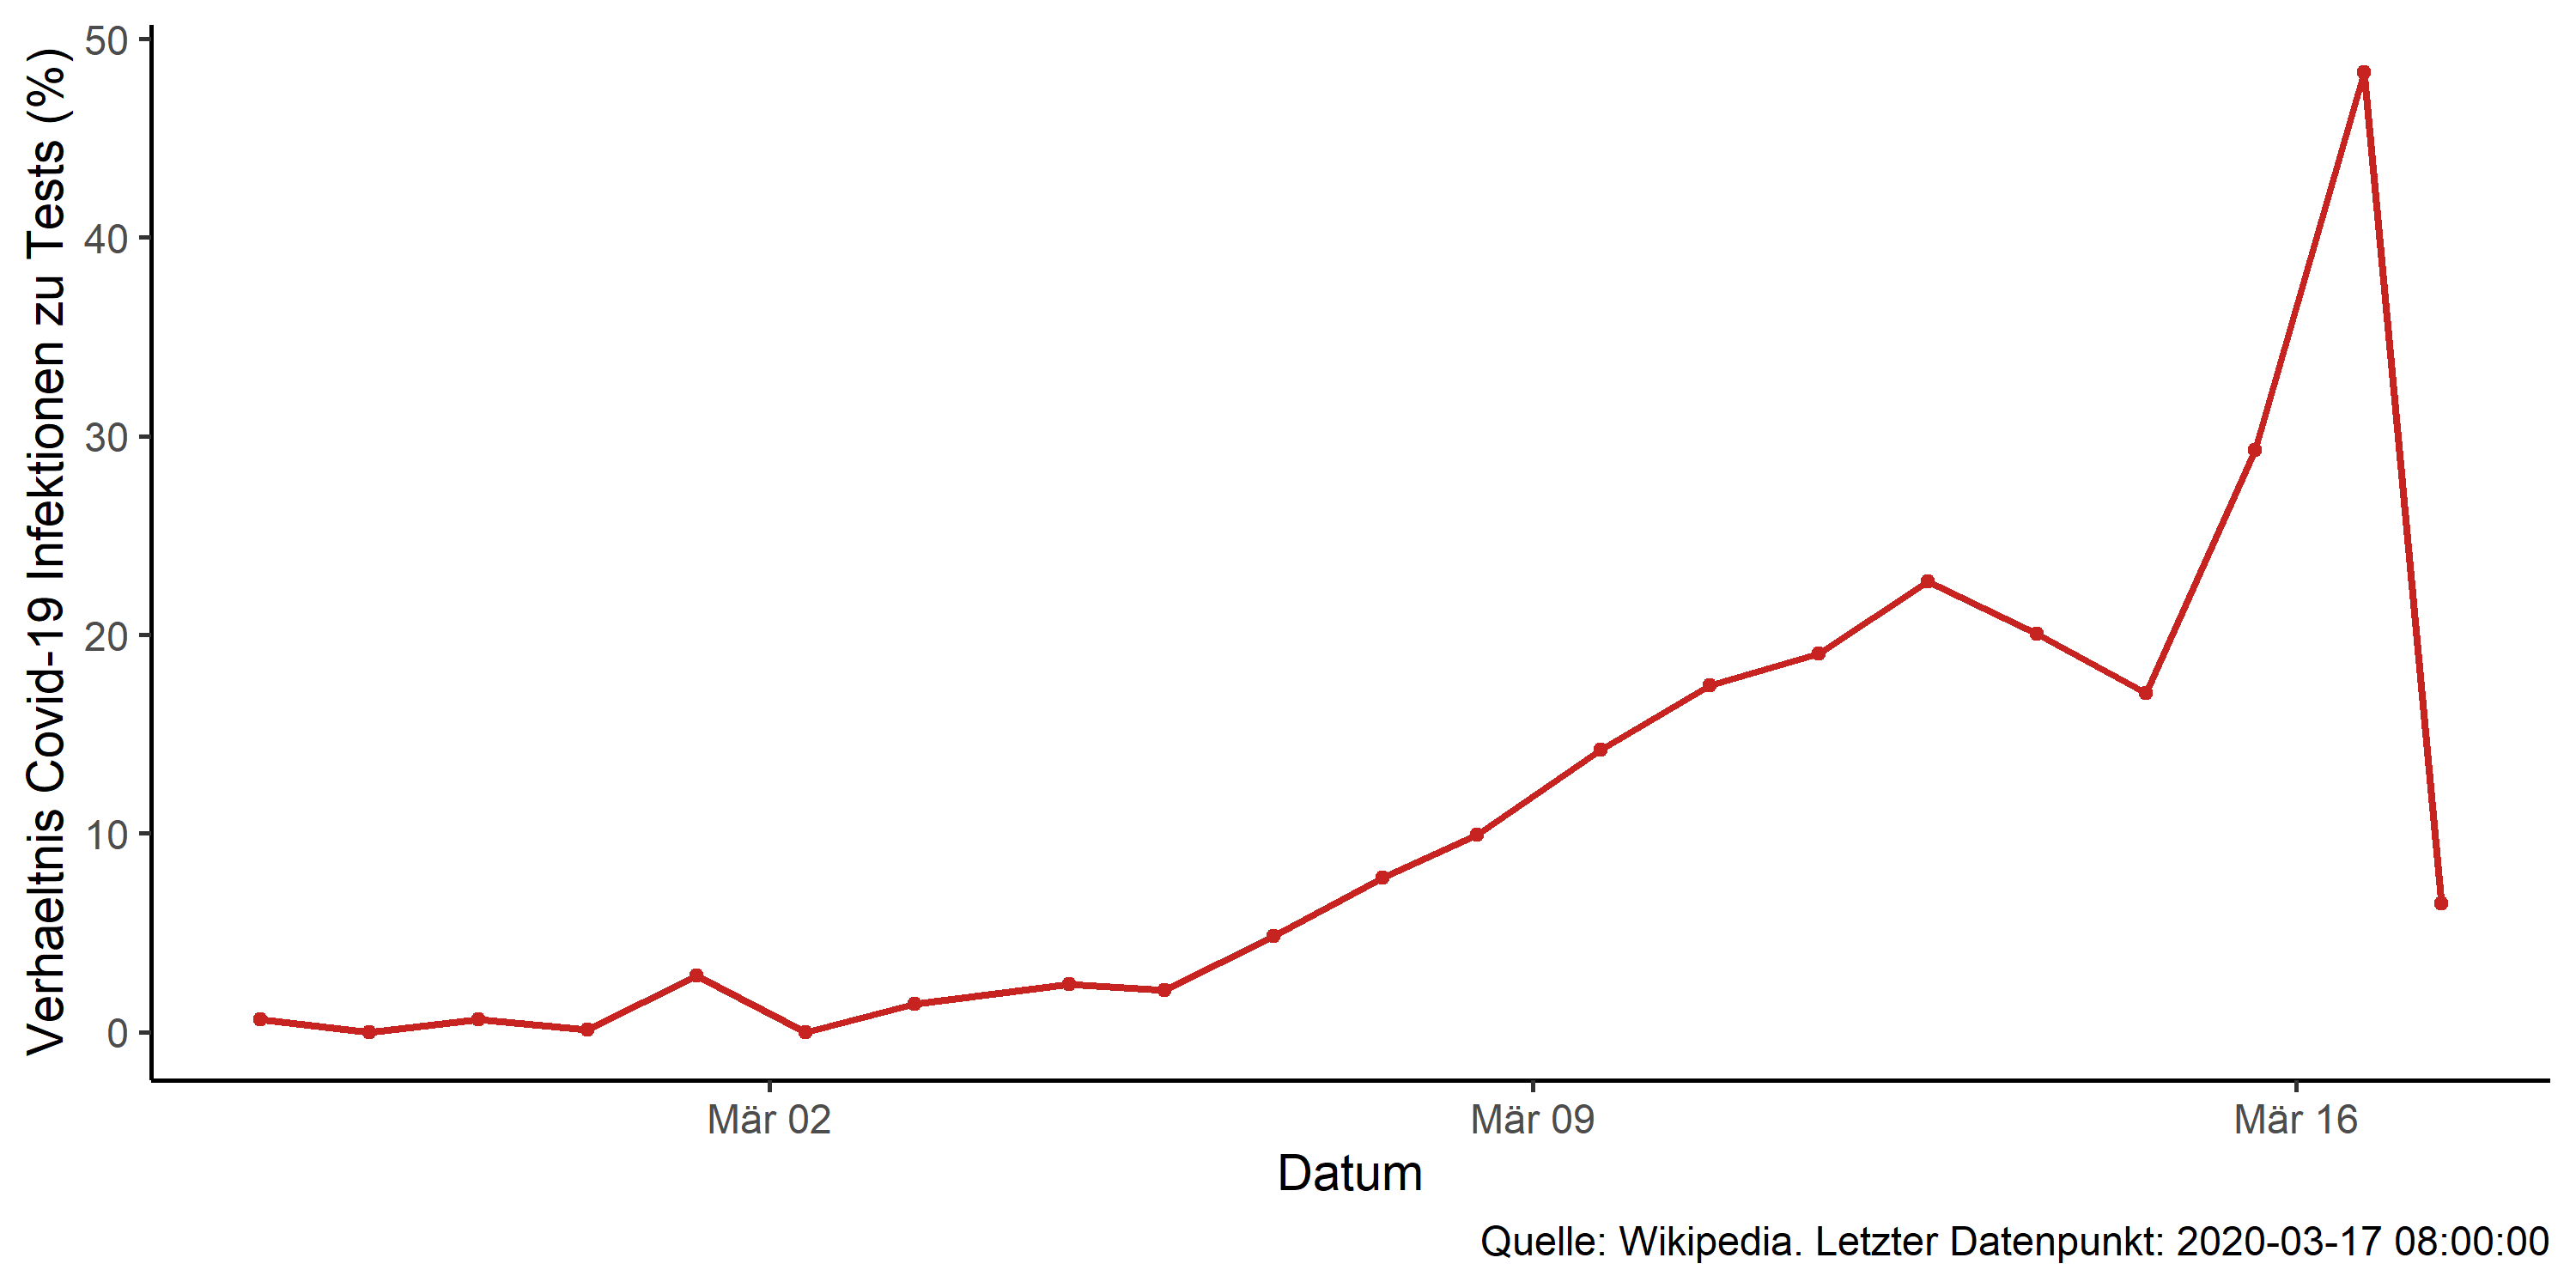 Verhaeltnis Covid-19 Infektionen zu Tests (%)
50
40
30
20
10
0
Mär 02
Mär 09
Mär 16
Datum
Quelle: Wikipedia. Letzter Datenpunkt: 2020-03-17 08:00:00